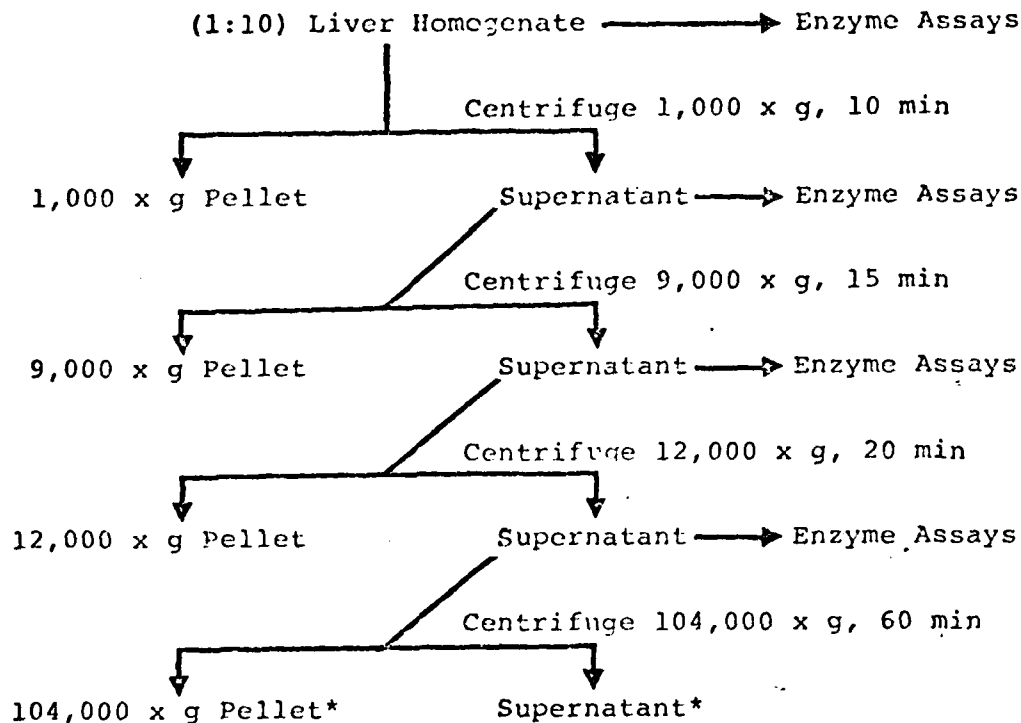 (1:10) Liver Homogenate Enzyme Assays
Centrifuge 1,000 x g, 10 min
1,000 x g Pellet Supernatant Enzyme Assays
Centrifuge 9,000 x g, 15 min
9,000 x g Pellet Supernatant Enzyme Assays
Centrifuge 12,000 x g, 20 min
12,000 x g Pellet Supernatant Enzyme Assays
Centrifuge 104,000 x g, 60 min
104,000 x g Pellet* Supernatant*